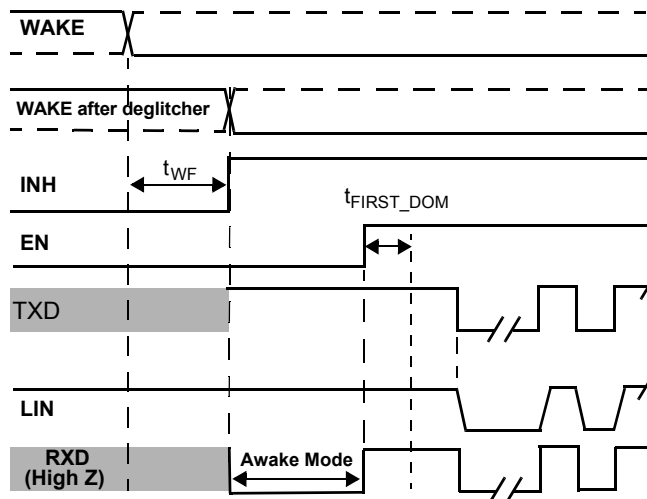 WAKE
WAKE after deglitcher
tWF
INH
tFIRST_DOM
EN
TXD
LIN
RXD
(High Z)
Awake Mode